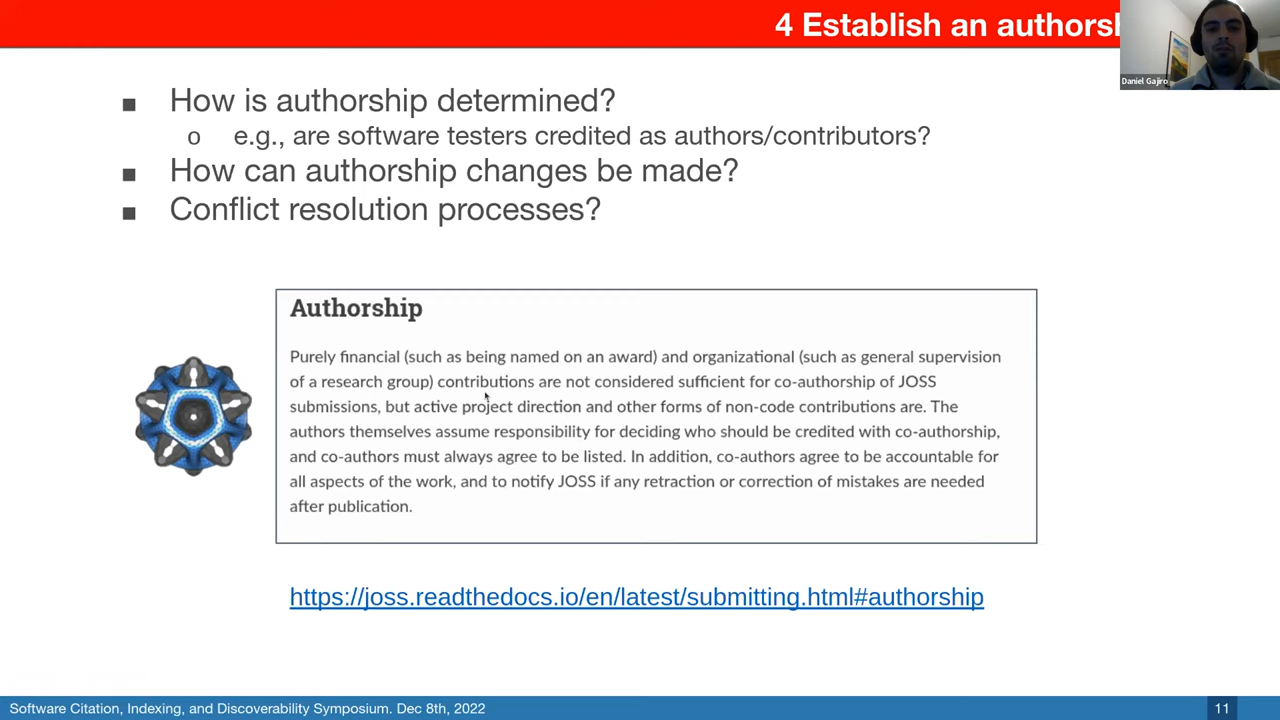 4 Establish an authorsh
Daniel Gajiro
■ How is authorship determined?
o e.g., are software testers credited as authors/contributors?
■ How can authorship changes be made?
■ Conflict resolution processes?
Authorship
Purely financial (such as being named on an award) and organizational (such as general supervision
of a research group) contributions are not considered sufficient for co-authorship of JOSS
submissions, but active project direction and other forms of non-code contributions are. The
authors themselves assume responsibility for deciding who should be credited with co-authorship,
and co-authors must always agree to be listed. In addition, co-authors agree to be accountable for
all aspects of the work, and to notify JOSS if any retraction or correction of mistakes are needed
after publication.
https://joss.readthedocs.io/en/latest/submitting.html#authorship
Software Citation, Indexing, and Discoverability Symposium. Dec 8th, 2022
11